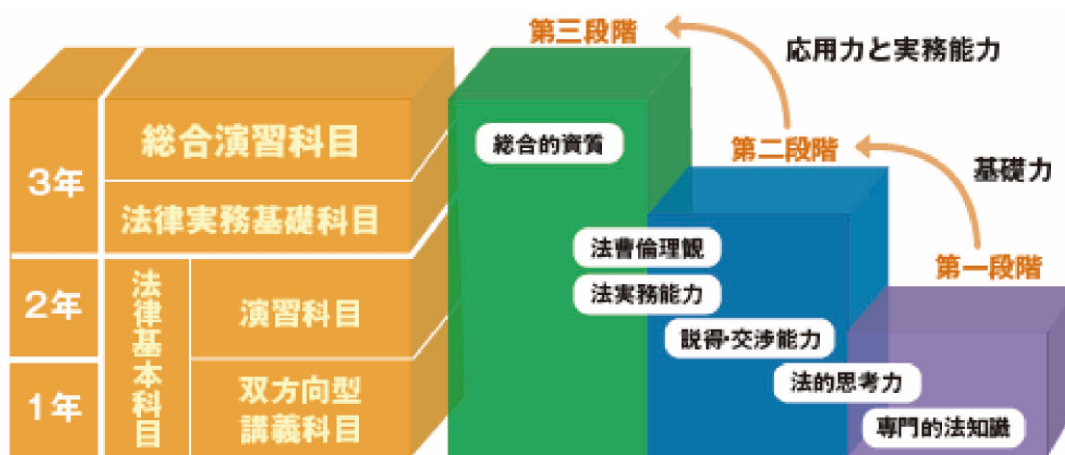 第三段階
応用力と実務能力
第二段階
基礎力
第一段階
3年
総合演習科目
法律実務基礎科目
2年
1年
法律基本科目
演習科目
双方向型
講義科目
総合的資質
法曹倫理観
法実務能力
説得・交渉能力
法的思考力
専門的法知識